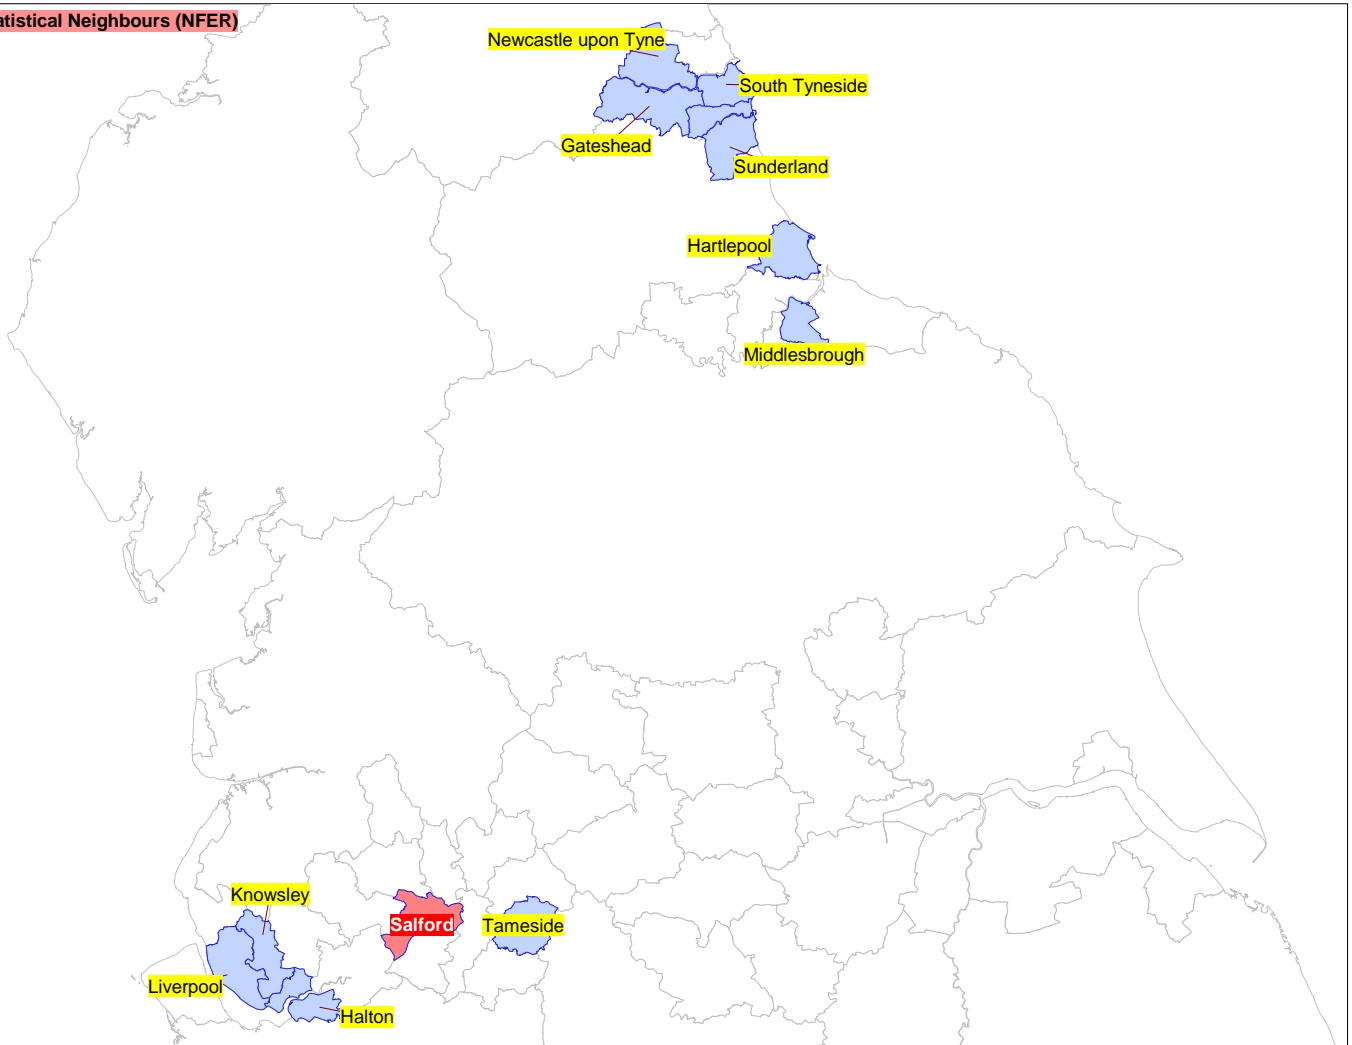 atistical Neighbours (NFER)
Newcastle upon Tyne
South Tyneside
Gateshead
Sunderland
Hartlepool
Middlesbrough
Knowsley
Salford
Tameside
Liverpool
Halton